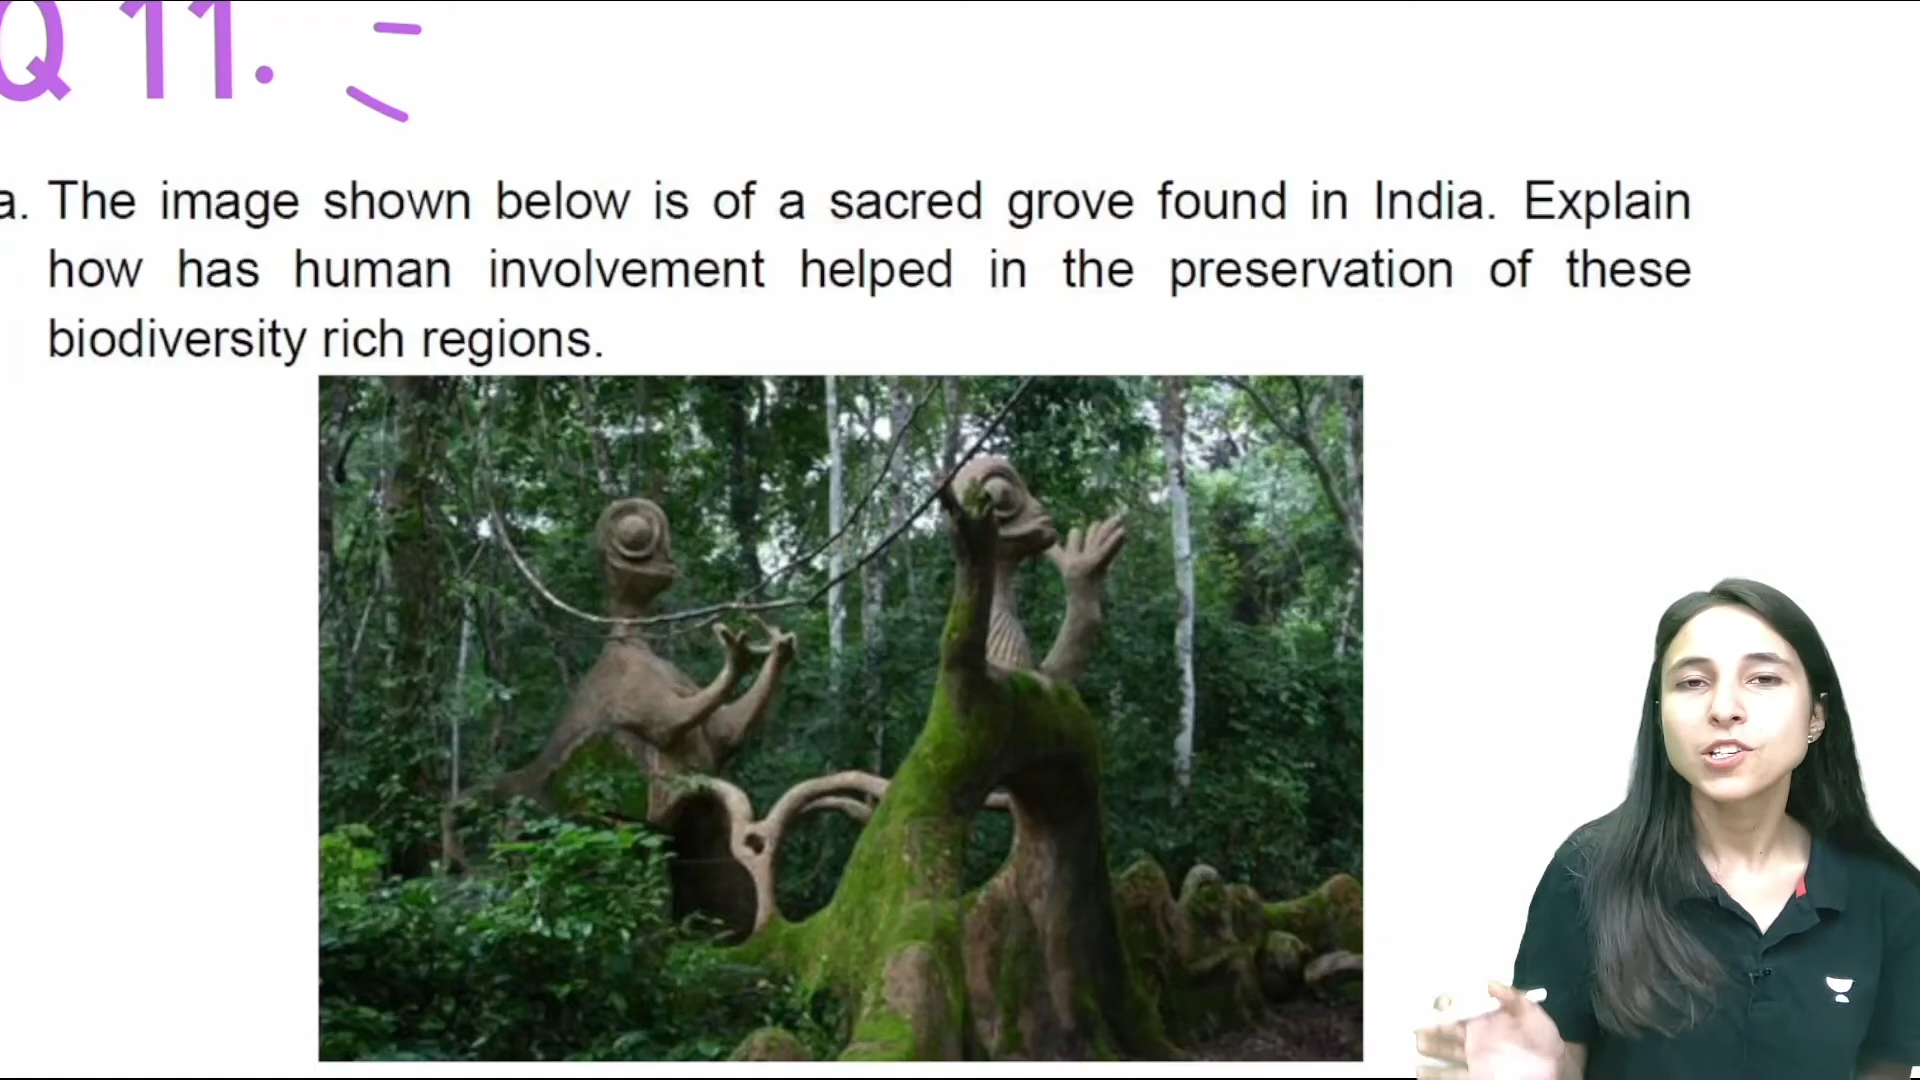 Q 11.
a. The image shown below is of a sacred grove found in India. Explain
how has human involvement helped in the preservation of these
biodiversity rich regions.